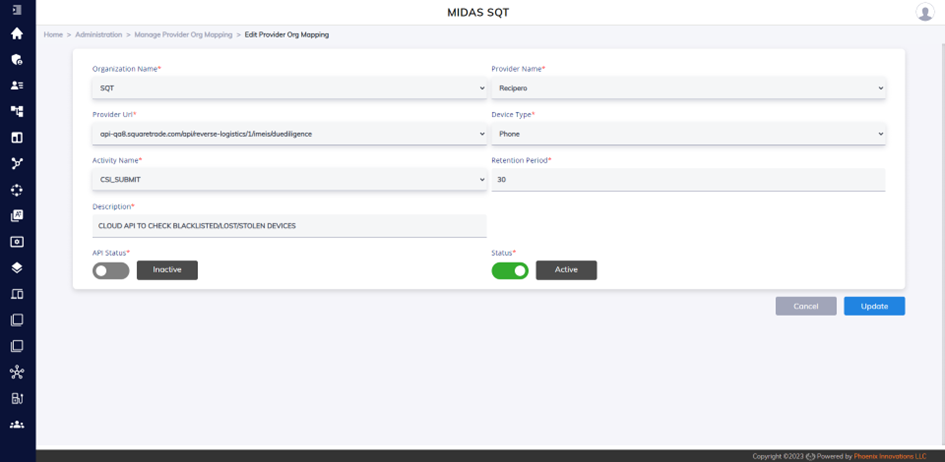 MIDAS SQT
Home > Administration > Manage Provider Org Mapping > Edit Provider Org Mapping
Organization Name*
Provider Name*
SQT
Recipero
Provider Url*
Device Type*
api-qa8.squaretrade.com/api/reverse-logistics/1/imeis/duediligence
Phone
Activity Name*
Retention Period*
CSI_SUBMIT
30
Description*
CLOUD API TO CHECK BLACKLISTED/LOST/STOLEN DEVICES
API Status*
Status*
Inactive
Active
Cancel
Update
Copyright ©2023 Powered by Phoenix Innovations LLC